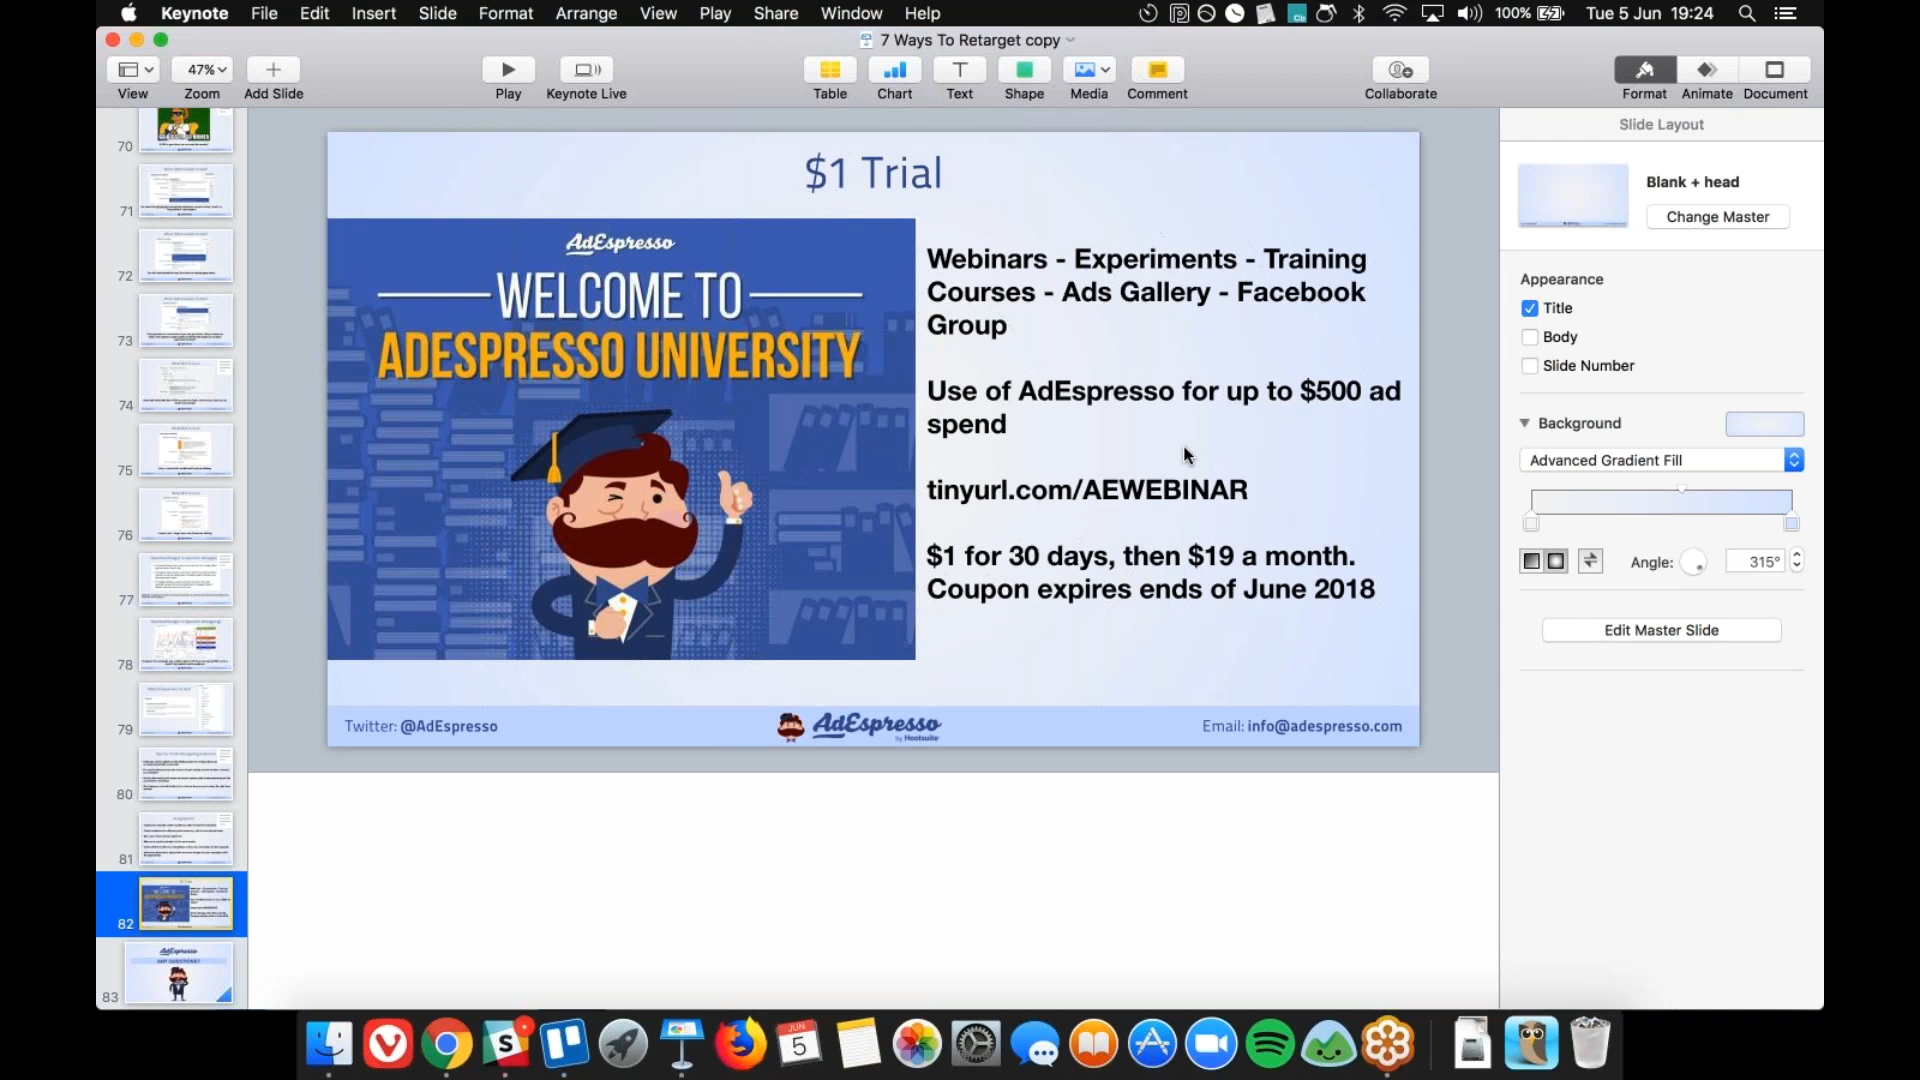 Keynote File Edit Insert Slide Format Arrange View Play Share Window Help 100% Tue 5 Jun 19:24
7 Ways To Retarget copy
47%
View Zoom Add Slide Play Keynote Live Table Chart Text Shape Media Comment Collaborate Format Animate Document
70
71
72
73
74
75
76
77
78
79
80
81
82
83
$1 Trial
AdEspresso
WELCOME TO
ADESPRESSO UNIVERSITY
Webinars - Experiments - Training
Courses - Ads Gallery - Facebook
Group
Use of AdEspresso for up to $500 ad
spend
tinyurl.com/AEWEBINAR
$1 for 30 days, then $19 a month.
Coupon expires ends of June 2018
Twitter: @AdEspresso
AdEspresso
by Hootsuite
Email: info@adespresso.com
Slide Layout
Blank + head
Change Master
Appearance
Title
Body
Slide Number
Background
Advanced Gradient Fill
Angle: 315°
Edit Master Slide
JUN
5